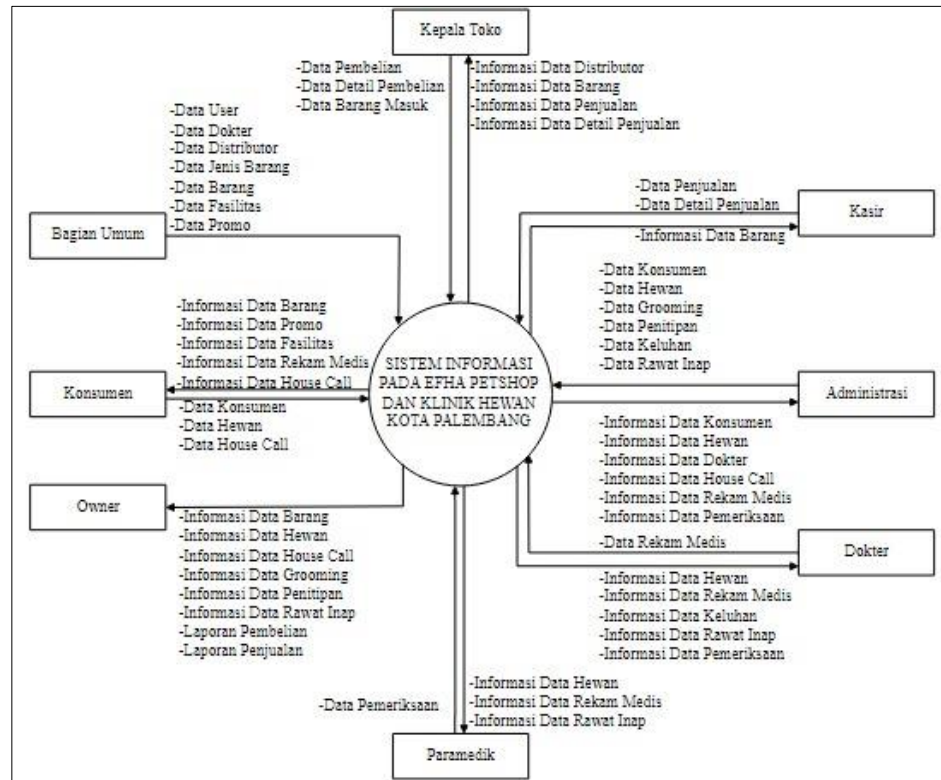 Kepala Toko
-Data Pembelian
-Data Detail Pembelian
-Data Barang Masuk
-Informasi Data Distributor
-Informasi Data Barang
-Informasi Data Penjualan
-Informasi Data Detail Penjualan
-Data User
-Data Dokter
-Data Distributor
-Data Jenis Barang
-Data Barang
-Data Fasilitas
-Data Promo
Bagian Umum
-Data Penjualan
-Data Detail Penjualan
-Informasi Data Barang
Kasir
-Informasi Data Barang
-Informasi Data Promo
-Informasi Data Fasilitas
-Informasi Data Rekam Medis
-Informasi Data House Call
Konsumen
-Data Konsumen
-Data Hewan
-Data House Call
SISTEM INFORMASI
PADA EFHA PETSHOP
DAN KLINIK HEWAN
KOTA PALEMBANG
-Data Konsumen
-Data Hewan
-Data Grooming
-Data Penitipan
-Data Keluhan
-Data Rawat Inap
Administrasi
-Informasi Data Konsumen
-Informasi Data Hewan
-Informasi Data Dokter
-Informasi Data House Call
-Informasi Data Rekam Medis
-Informasi Data Pemeriksaan
Owner
-Informasi Data Barang
-Informasi Data Hewan
-Informasi Data House Call
-Informasi Data Grooming
-Informasi Data Penitipan
-Informasi Data Rawat Inap
-Laporan Pembelian
-Laporan Penjualan
-Data Rekam Medis
Dokter
-Informasi Data Hewan
-Informasi Data Rekam Medis
-Informasi Data Keluhan
-Informasi Data Rawat Inap
-Informasi Data Pemeriksaan
-Data Pemeriksaan
-Informasi Data Hewan
-Informasi Data Rekam Medis
-Informasi Data Rawat Inap
Paramedik